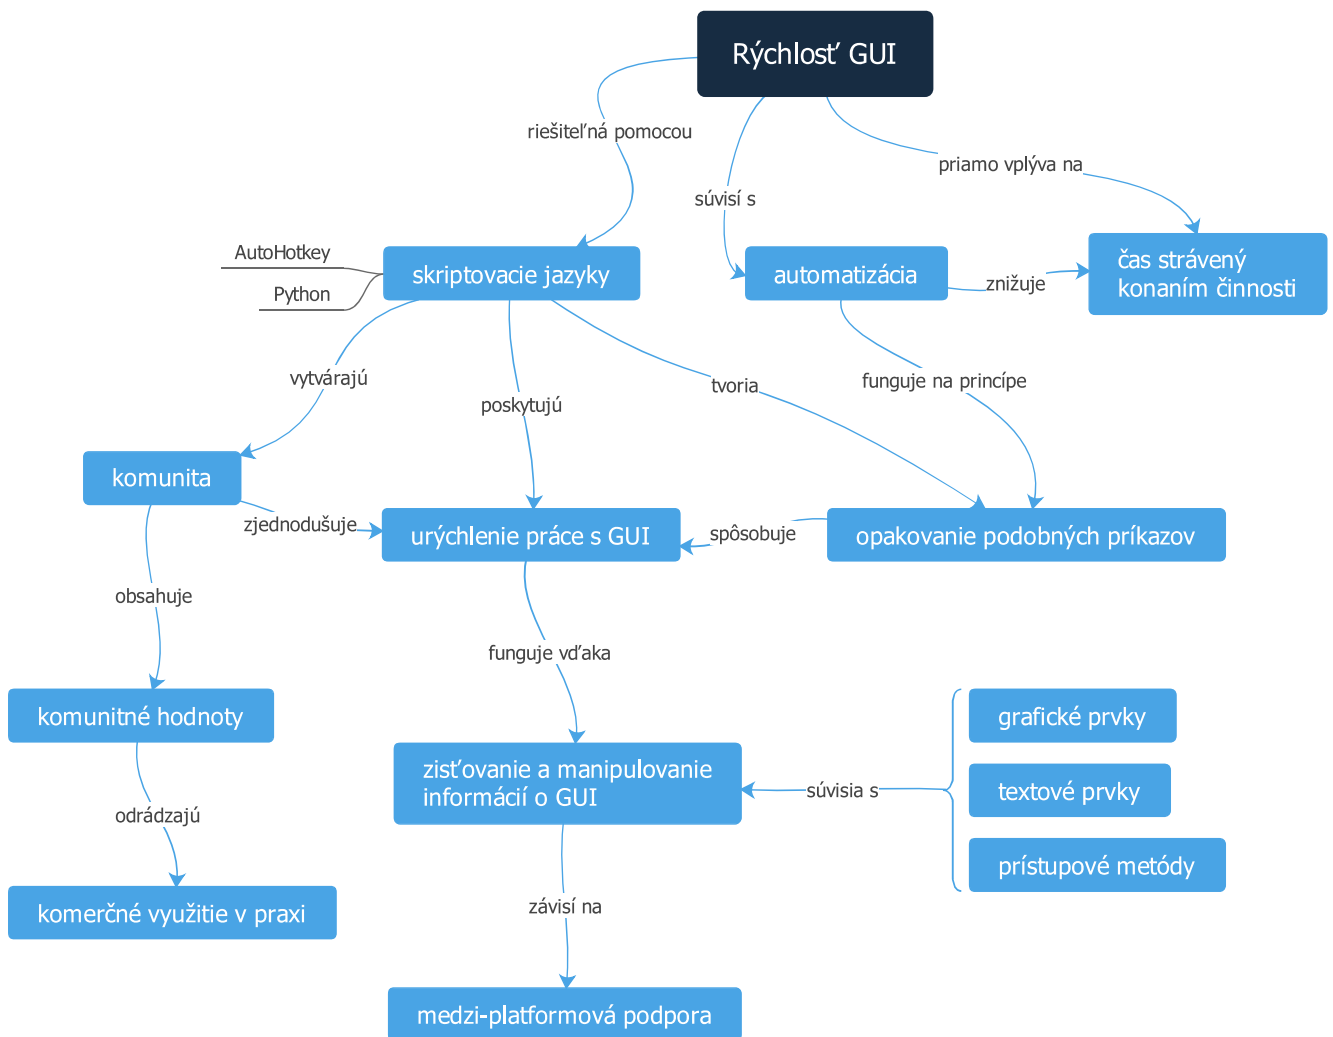 Rýchlosť GUI
riešiteľná pomocou
priamo vplýva na
súvisí s
AutoHotkey
Python
skriptovacie jazyky
automatizácia
znižuje
čas strávený
konaním činnosti
vytvárajú
poskytujú
tvoria
funguje na princípe
komunita
zjednodušuje
urýchlenie práce s GUI
spôsobuje
opakovanie podobných príkazov
obsahuje
funguje vďaka
komunitné hodnoty
grafické prvky
zisťovanie a manipulovanie
informácií o GUI
súvisia s
textové prvky
odrádzajú
prístupové metódy
komerčné využitie v praxi
závisí na
medzi-platformová podpora